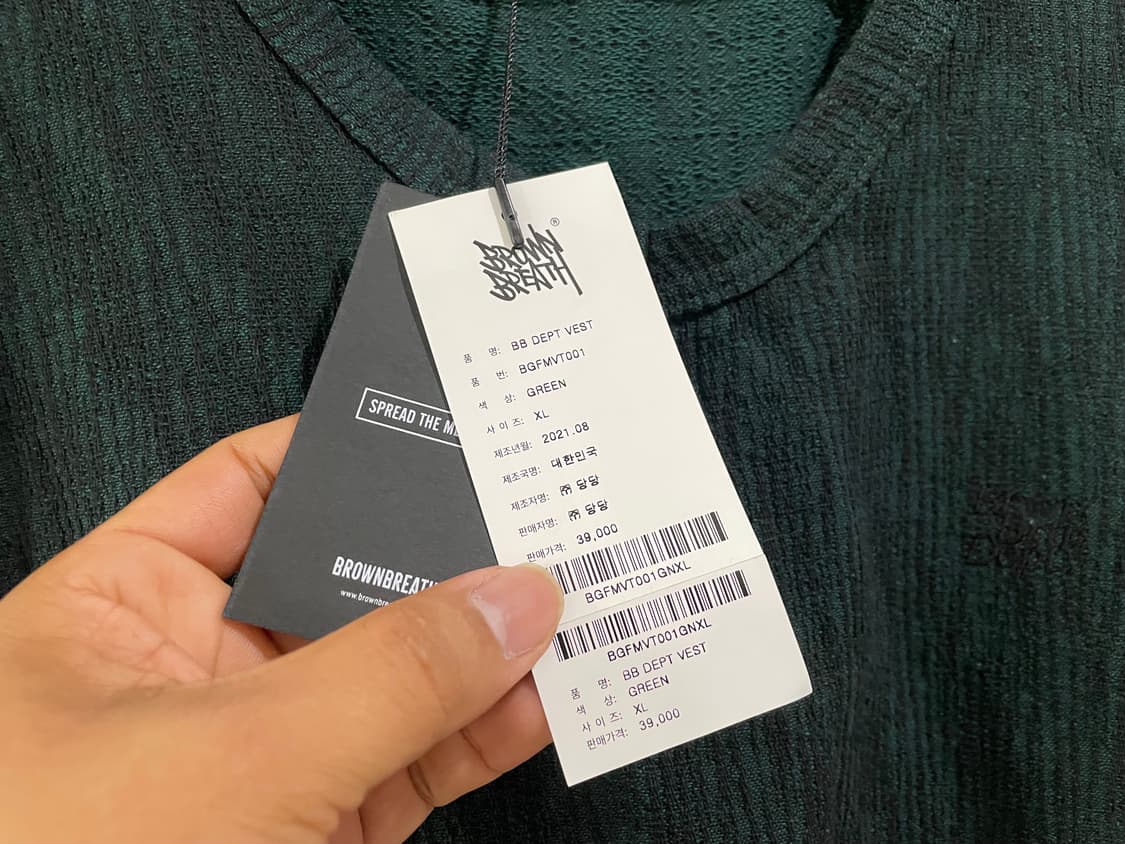 BROWN
BREATH
®
품 명: BB DEPT VEST
품 번: BGFMVT001
색 상: GREEN
사 이 즈: XL
제조년월: 2021.08
제조국명: 대한민국
제조자명: ㈜ 당당
판매자명: ㈜ 당당
판매가격: 39,000
BGFMVT001GNXL
BGFMVT001GNXL
품 명: BB DEPT VEST
색 상: GREEN
사 이 즈: XL
판매가격: 39,000
SPREAD THE
BROWNBREATH